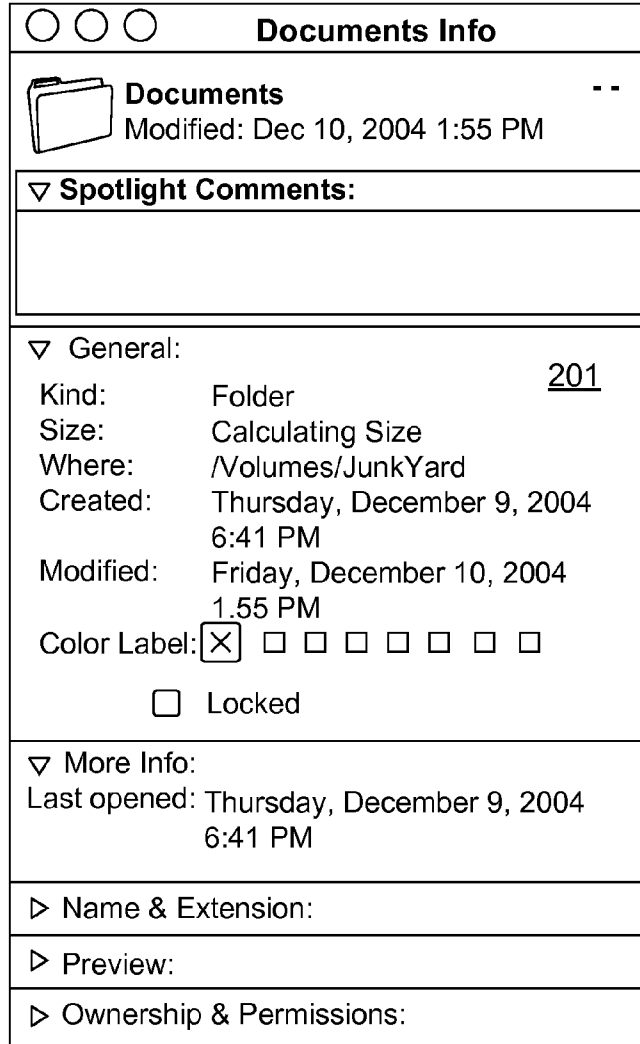 Documents Info
Documents --
Modified: Dec 10, 2004 1:55 PM
Spotlight Comments:
General:
201
Kind: Folder
Size: Calculating Size
Where: /Volumes/JunkYard
Created: Thursday, December 9, 2004
6:41 PM
Modified: Friday, December 10, 2004
1.55 PM
Color Label:
Locked
More Info:
Last opened: Thursday, December 9, 2004
6:41 PM
Name & Extension:
Preview:
Ownership & Permissions: